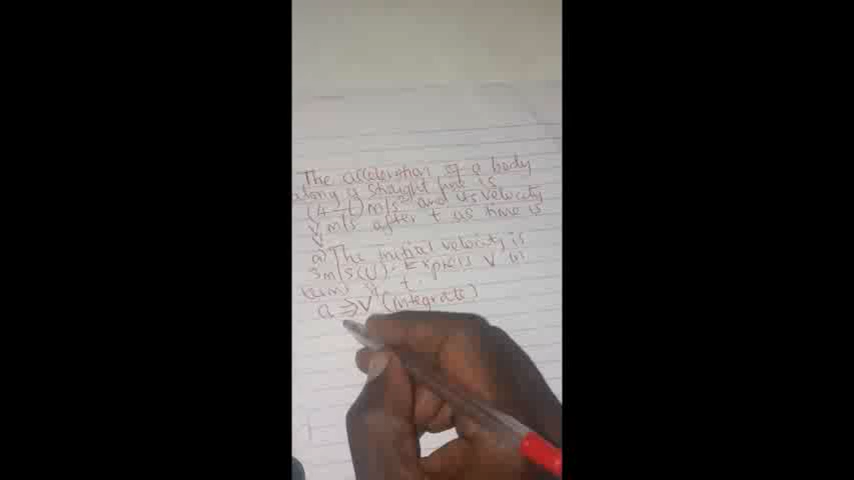 The acceleration of a body
along a straight line is
(4-t)m/s² and its velocity
V m/s after t as time is
V
a) The initial velocity is
3m/s(U). Express V in
terms of t.
a ⇒ V (integrate)